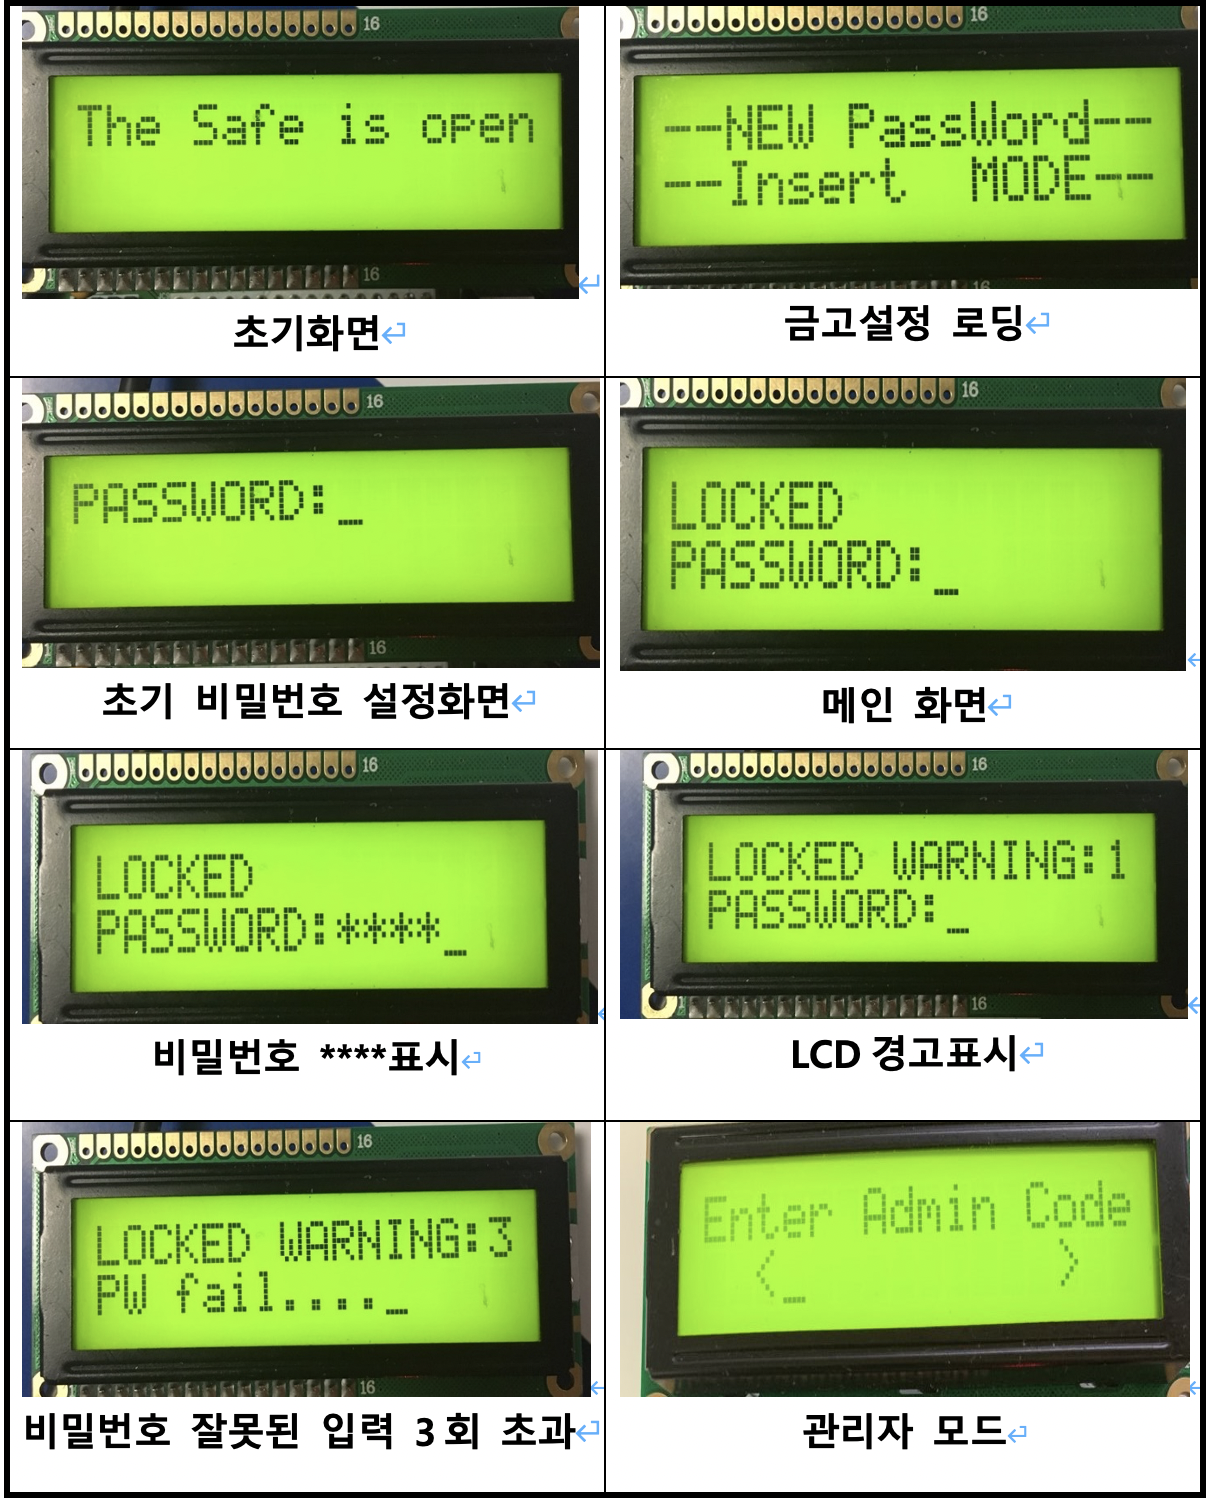 16
The Safe is open
16
초기화면
16
--NEW PassWord--
--Insert  MODE--
16
금고설정 로딩
16
PASSWORD:_
16
초기 비밀번호 설정화면
16
LOCKED
PASSWORD:_
메인 화면
16
LOCKED
PASSWORD:****_
비밀번호 ****표시
16
LOCKED WARNING:1
PASSWORD:_
16
LCD 경고표시
16
LOCKED WARNING:3
PW fail...._
16
비밀번호 잘못된 입력 3회 초과
Enter Admin Code
<_ >
관리자 모드